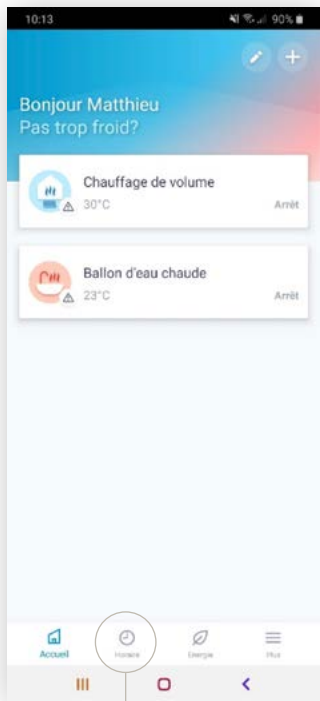 10:13 90%
Bonjour Matthieu
Pas trop froid?
Chauffage de volume
30°C Arrêt
Ballon d'eau chaude
23°C Arrêt
Accueil Horaire Energie Plus